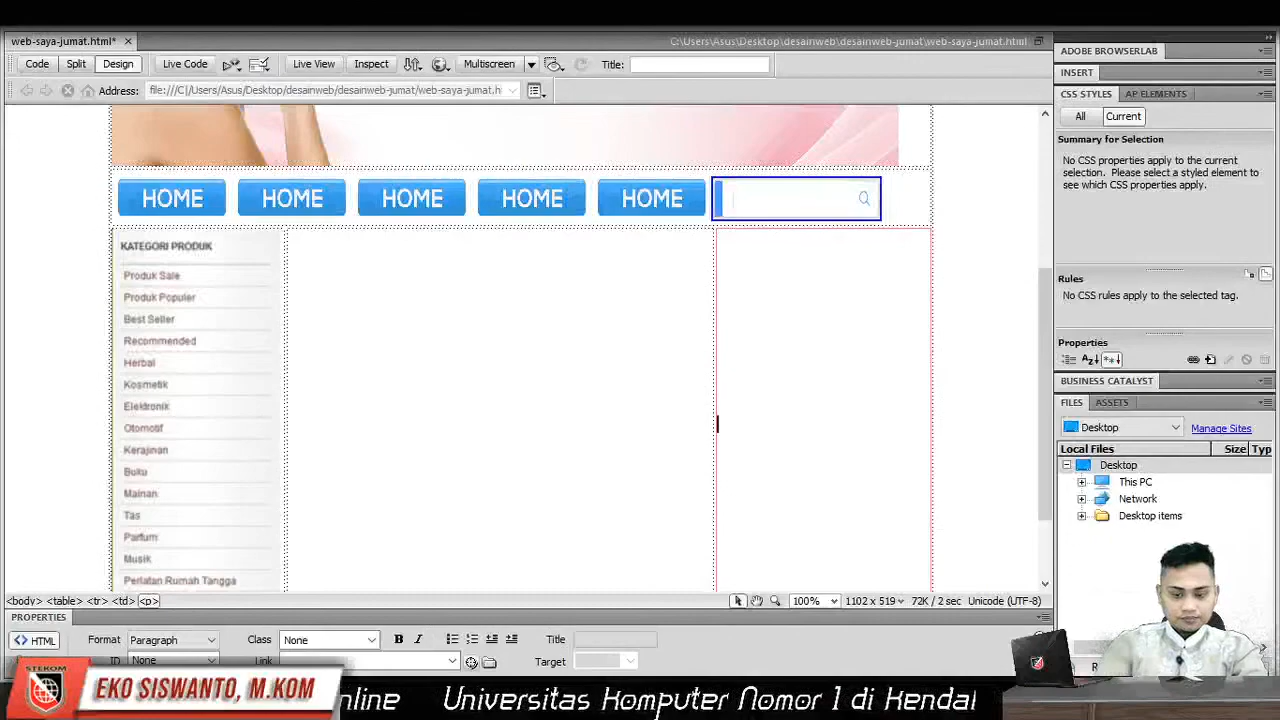 web-saya-jumat.html* ×
C:\Users\Asus\Desktop\desainweb\desainweb-jumat\web-saya-jumat.html
Code Split Design Live Code Live View Inspect Multiscreen Title:
Address: file:///C|/Users/Asus/Desktop/desainweb/desainweb-jumat/web-saya-jumat.h
HOME HOME HOME HOME HOME
KATEGORI PRODUK
Produk Sale
Produk Populer
Best Seller
Recommended
Herbal
Kosmetik
Elektronik
Otomotif
Kerajinan
Buku
Mainan
Tas
Parfum
Musik
Perlatan Rumah Tangga
<body> <table> <tr> <td> <p>
100% 1102 x 519 72K / 2 sec Unicode (UTF-8)
PROPERTIES
<> HTML Format Paragraph Class None B I Title
ID None Link Target
ADOBE BROWSERLAB
INSERT
CSS STYLES AP ELEMENTS
All Current
Summary for Selection
No CSS properties apply to the current
selection. Please select a styled element
to see which CSS properties apply.
Rules
No CSS rules apply to the selected tag.
Properties
BUSINESS CATALYST
FILES ASSETS
Desktop Manage Sites
Local Files Size Typ
Desktop
This PC
Network
Desktop items
STEKOM
EKO SISWANTO, M.KOM
nline Universitas Komputer Nomor 1 di Kendal